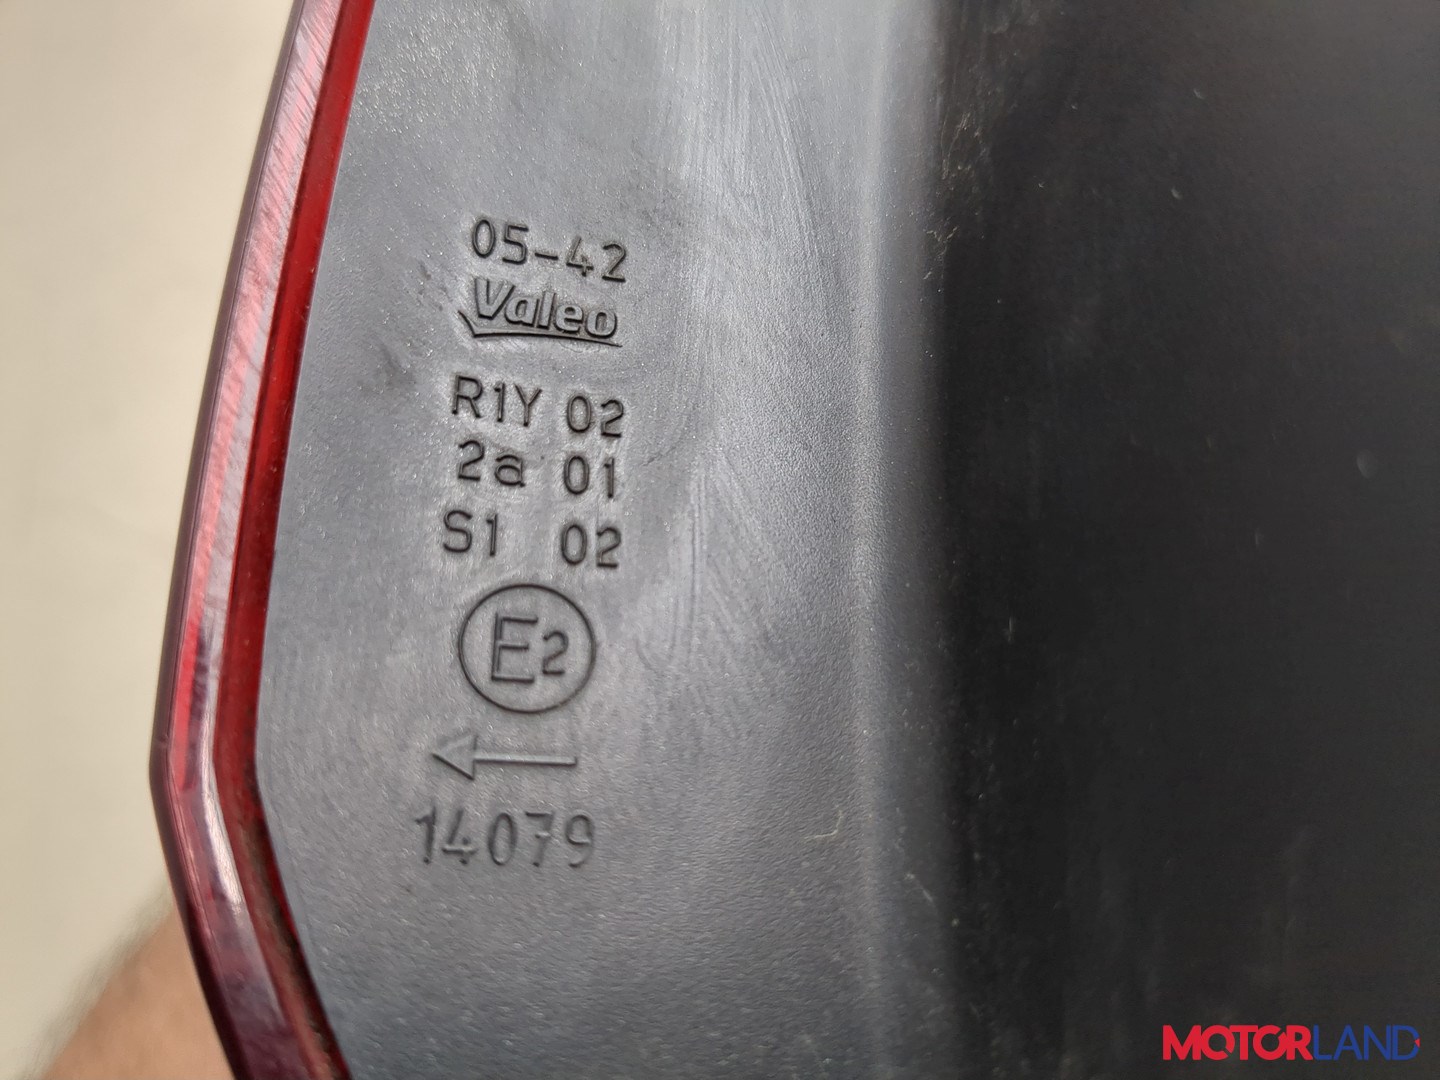 05-42
Valeo
R1Y 02
2a 01
S1 02
E2
14079
MOTORLAND